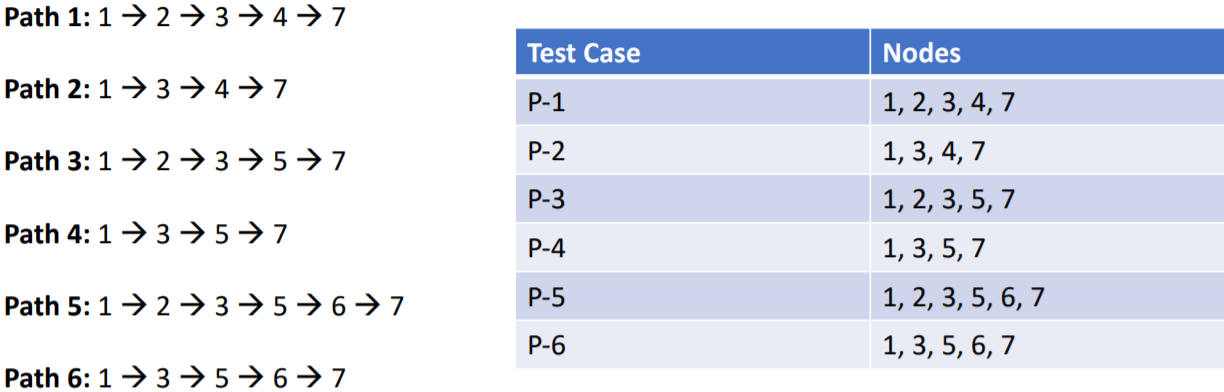 Path 1: 1 → 2 → 3 → 4 → 7
Path 2: 1 → 3 → 4 → 7
Path 3: 1 → 2 → 3 → 5 → 7
Path 4: 1 → 3 → 5 → 7
Path 5: 1 → 2 → 3 → 5 → 6 → 7
Path 6: 1 → 3 → 5 → 6 → 7
Test Case Nodes
P-1 1, 2, 3, 4, 7
P-2 1, 3, 4, 7
P-3 1, 2, 3, 5, 7
P-4 1, 3, 5, 7
P-5 1, 2, 3, 5, 6, 7
P-6 1, 3, 5, 6, 7